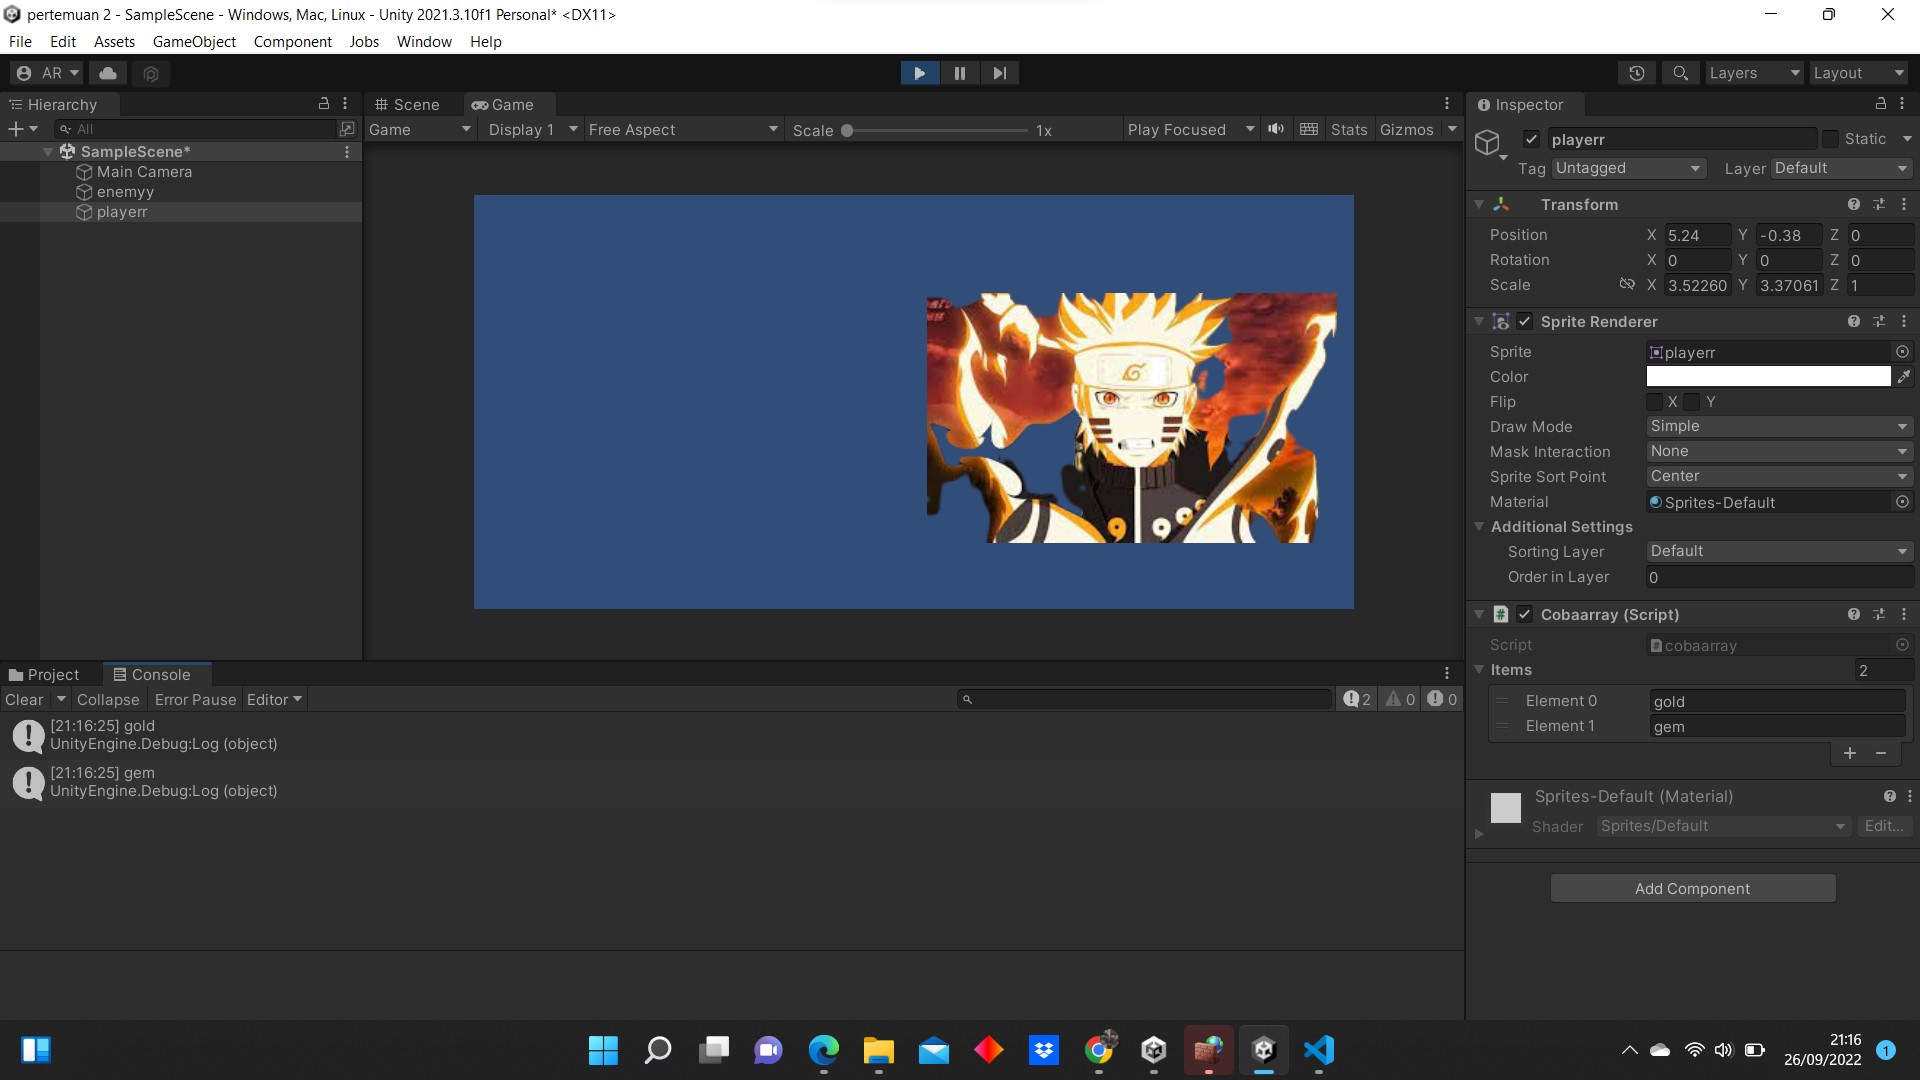 pertemuan 2 - SampleScene - Windows, Mac, Linux - Unity 2021.3.10f1 Personal* <DX11>
File Edit Assets GameObject Component Jobs Window Help
AR
Layers Layout
Hierarchy
All
SampleScene*
Main Camera
enemyy
playerr
Scene Game
Game Display 1 Free Aspect Scale 1x Play Focused Stats Gizmos
Project Console
Clear Collapse Error Pause Editor 2 0 0
[21:16:25] gold
UnityEngine.Debug:Log (object)
[21:16:25] gem
UnityEngine.Debug:Log (object)
Inspector
playerr Static
Tag Untagged Layer Default
Transform
Position X 5.24 Y -0.38 Z 0
Rotation X 0 Y 0 Z 0
Scale X 3.52260 Y 3.37061 Z 1
Sprite Renderer
Sprite playerr
Color
Flip X Y
Draw Mode Simple
Mask Interaction None
Sprite Sort Point Center
Material Sprites-Default
Additional Settings
Sorting Layer Default
Order in Layer 0
# Cobaarray (Script)
Script cobaarray
Items 2
Element 0 gold
Element 1 gem
+ −
Sprites-Default (Material)
Shader Sprites/Default Edit...
Add Component
21:16
26/09/2022 1